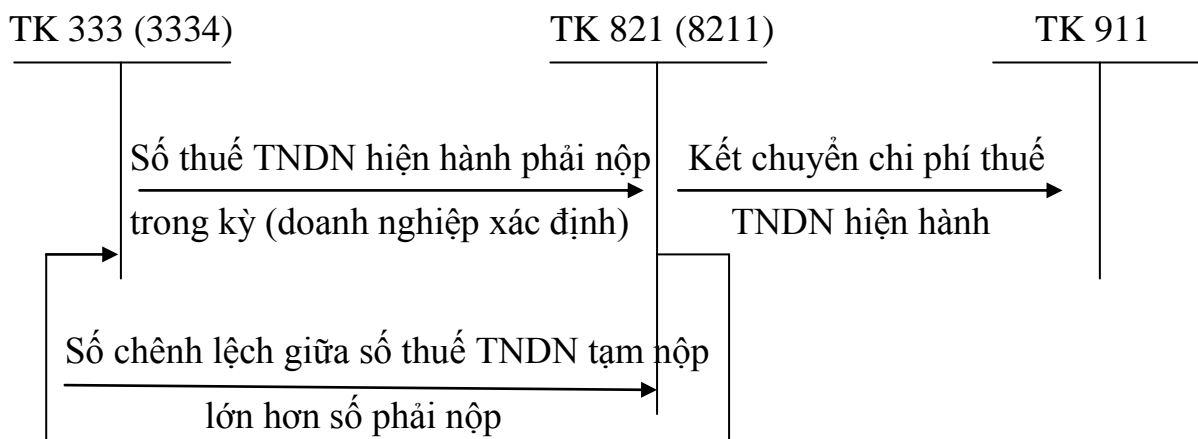 TK 333 (3334) TK 821 (8211) TK 911
Số thuế TNDN hiện hành phải nộp
trong kỳ (doanh nghiệp xác định)
Kết chuyển chi phí thuế
TNDN hiện hành
Số chênh lệch giữa số thuế TNDN tạm nộp
lớn hơn số phải nộp